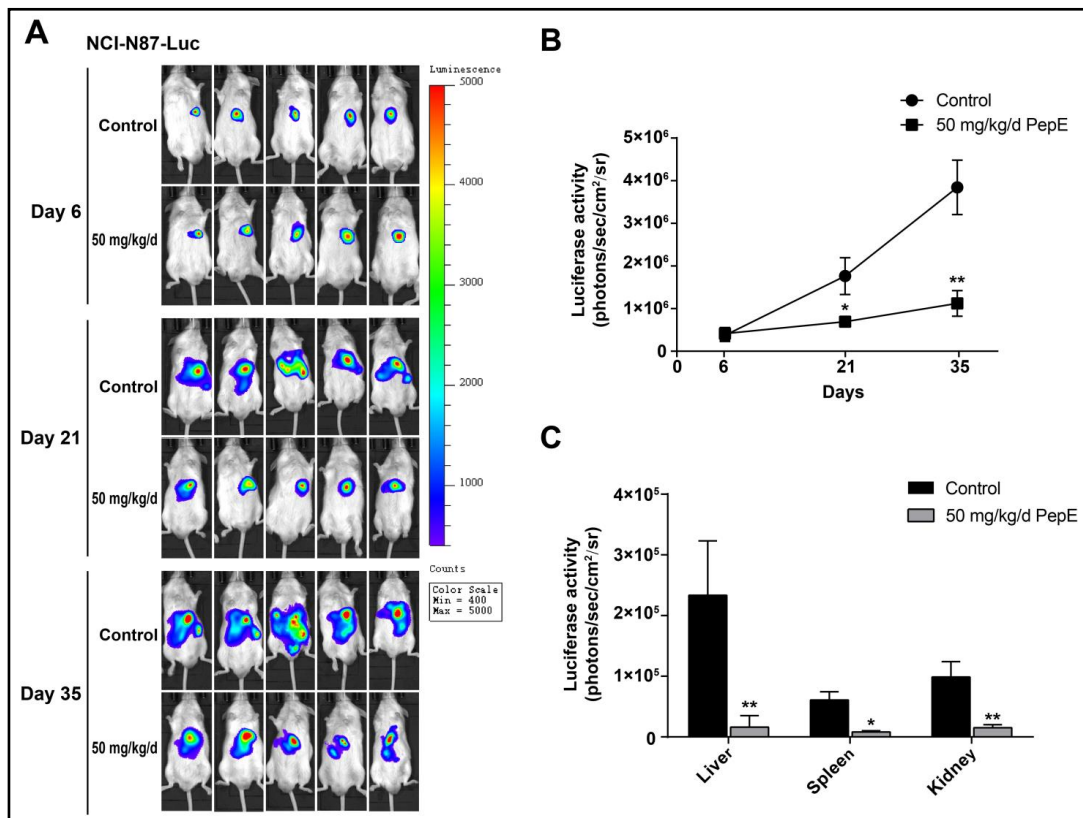 A
NCI-N87-Luc
Luminescence
5000
4000
3000
2000
1000
Counts
Color Scale
Min = 400
Max = 5000
Day 6
Control
50 mg/kg/d
Day 21
Control
50 mg/kg/d
Day 35
Control
50 mg/kg/d
B
Control
50 mg/kg/d PepE
Luciferase activity
(photons/sec/cm²/sr)
5×10⁶
4×10⁶
3×10⁶
2×10⁶
1×10⁶
0
*
**
0 6 21 35
Days
C
Control
50 mg/kg/d PepE
Luciferase activity
(photons/sec/cm²/sr)
4×10⁵
3×10⁵
2×10⁵
1×10⁵
0
** * **
Liver Spleen Kidney